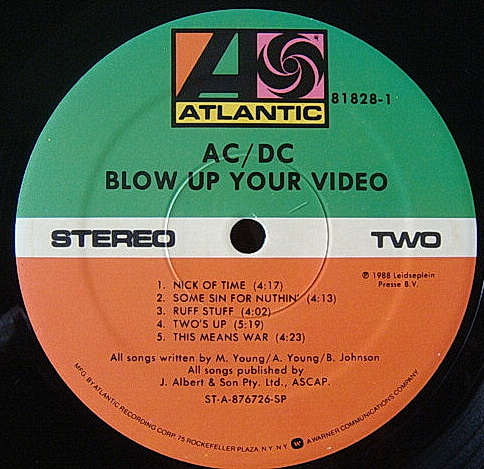 ATLANTIC
81828-1
AC/DC
BLOW UP YOUR VIDEO
STEREO
TWO
℗ 1988 Leidseplein
Presse B.V.
1. NICK OF TIME (4:17)
2. SOME SIN FOR NUTHIN' (4:13)
3. RUFF STUFF (4:02)
4. TWO'S UP (5:19)
5. THIS MEANS WAR (4:23)
All songs written by M. Young/A. Young/B. Johnson
All songs published by
J. Albert & Son Pty. Ltd., ASCAP.
ST-A-876726-SP
MFG. BY ATLANTIC RECORDING CORP. 75 ROCKEFELLER PLAZA, N.Y. N.Y. A WARNER COMMUNICATIONS COMPANY